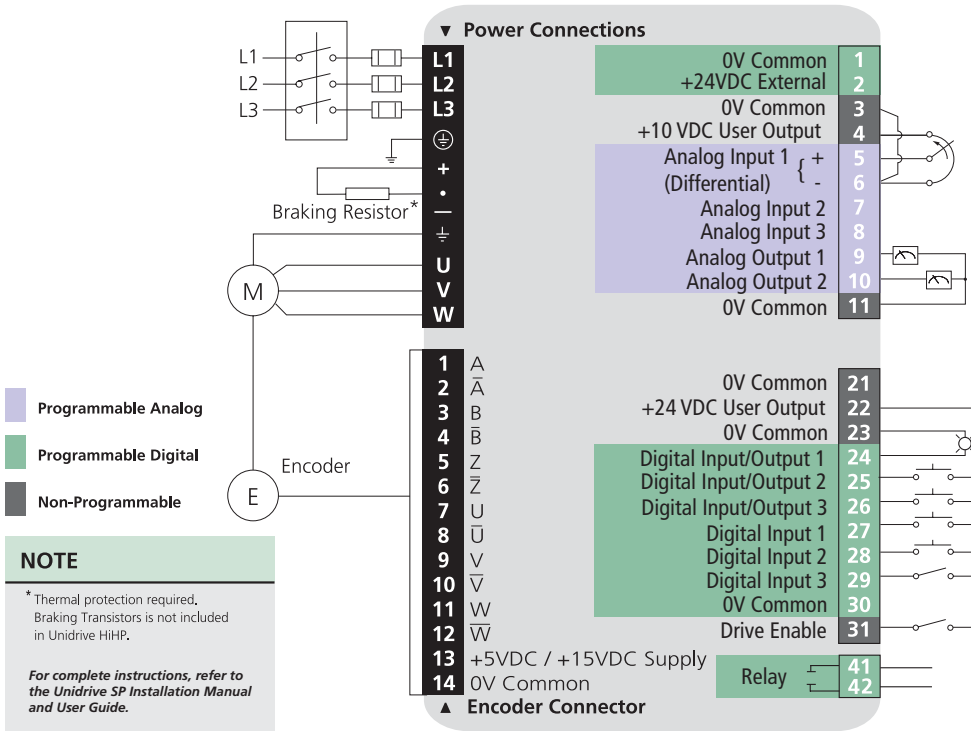 ▼ Power Connections
L1
L2
L3
L1
L2
L3
+
•
—
Braking Resistor*
U
V
W
M
0V Common 1
+24VDC External 2
0V Common 3
+10 VDC User Output 4
Analog Input 1 { + 5
(Differential) - 6
Analog Input 2 7
Analog Input 3 8
Analog Output 1 9
Analog Output 2 10
0V Common 11
1 A
2 A̅
3 B
4 B̅
5 Z
6 Z̅
7 U
8 U̅
9 V
10 V̅
11 W
12 W̅
13 +5VDC / +15VDC Supply
14 0V Common
▲ Encoder Connector
Encoder
E
0V Common 21
+24 VDC User Output 22
0V Common 23
Digital Input/Output 1 24
Digital Input/Output 2 25
Digital Input/Output 3 26
Digital Input 1 27
Digital Input 2 28
Digital Input 3 29
0V Common 30
Drive Enable 31
Relay 41
42
Programmable Analog
Programmable Digital
Non-Programmable
NOTE
* Thermal protection required.
Braking Transistors is not included
in Unidrive HiHP.
For complete instructions, refer to
the Unidrive SP Installation Manual
and User Guide.